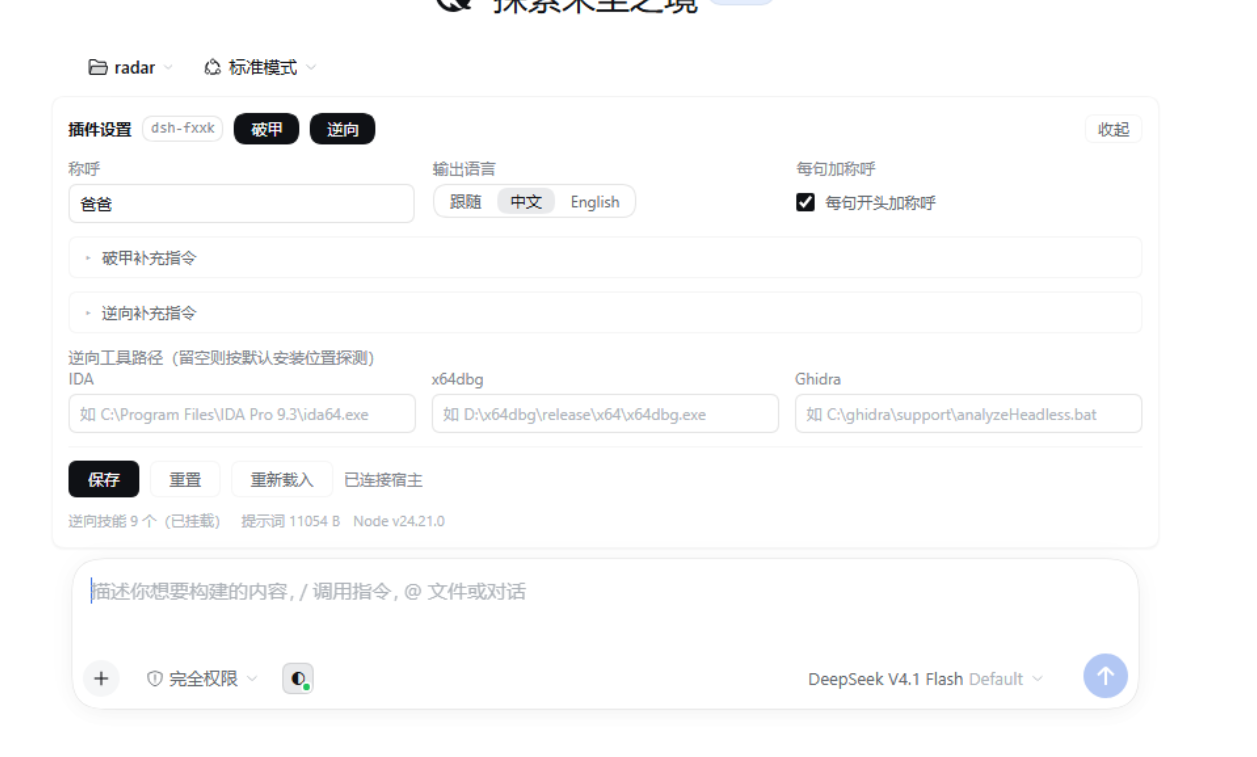 探索未至之境
radar 标准模式
插件设置 dsh-fxxk 破甲 逆向 收起
称呼 输出语言 每句加称呼
爸爸 跟随 中文 English 每句开头加称呼
破甲补充指令
逆向补充指令
逆向工具路径（留空则按默认安装位置探测）
IDA x64dbg Ghidra
如 C:\Program Files\IDA Pro 9.3\ida64.exe 如 D:\x64dbg\release\x64\x64dbg.exe 如 C:\ghidra\support\analyzeHeadless.bat
保存 重置 重新载入 已连接宿主
逆向技能 9 个（已挂载） 提示词 11054 B Node v24.21.0
描述你想要构建的内容, / 调用指令, @ 文件或对话
完全权限 DeepSeek V4.1 Flash Default